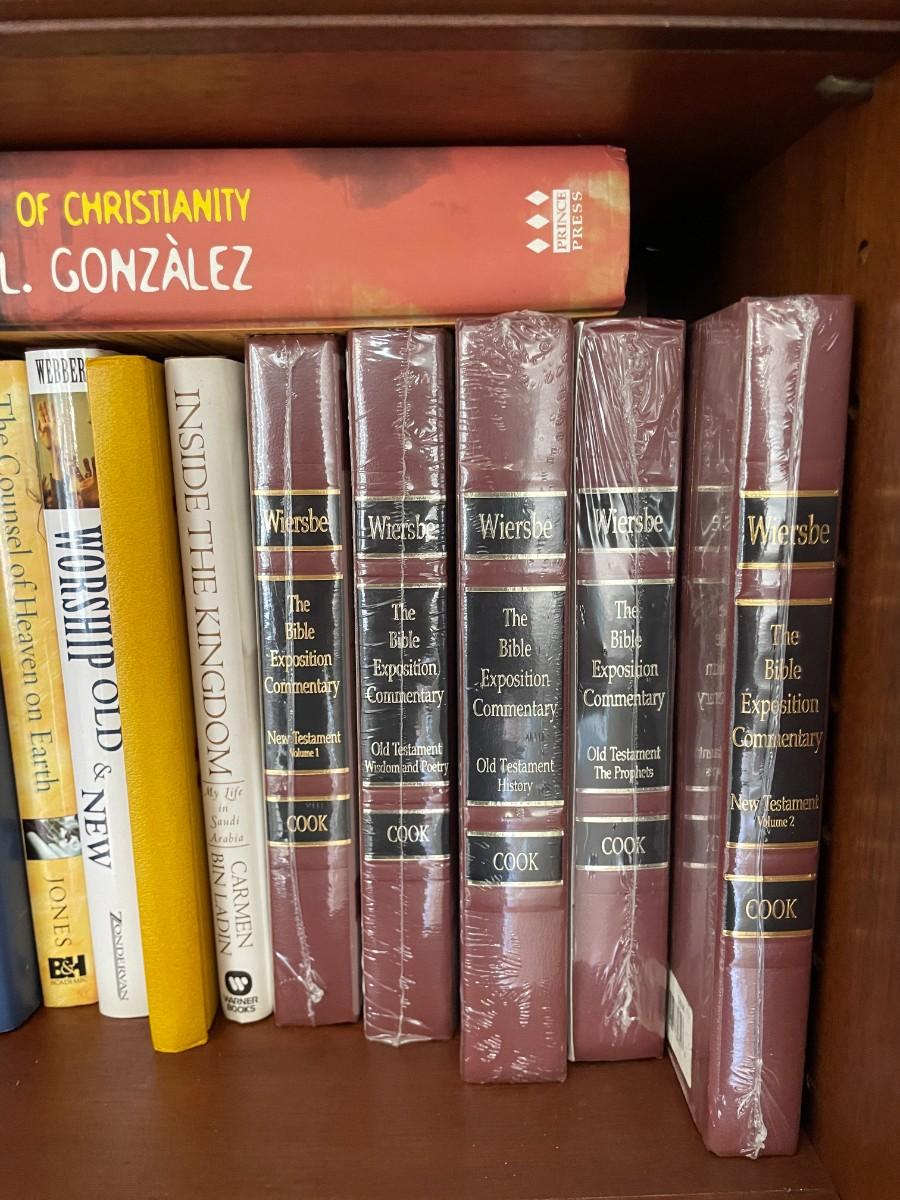 OF CHRISTIANITY
L. GONZÀLEZ
PRINCE
PRESS
The Counsel of Heaven on Earth
JONES
B&H
ACADEMIC
WEBBER
WORSHIP OLD & NEW
ZONDERVAN
INSIDE THE KINGDOM
My Life
in
Saudi
Arabia
CARMEN
BIN LADIN
WARNER
BOOKS
Wiersbe
The
Bible
Exposition
Commentary
New Testament
Volume 1
COOK
Wiersbe
The
Bible
Exposition
Commentary
Old Testament
Wisdom and Poetry
COOK
Wiersbe
The
Bible
Exposition
Commentary
Old Testament
History
COOK
Wiersbe
The
Bible
Exposition
Commentary
Old Testament
The Prophets
COOK
Wiersbe
The
Bible
Exposition
Commentary
New Testament
Volume 2
COOK